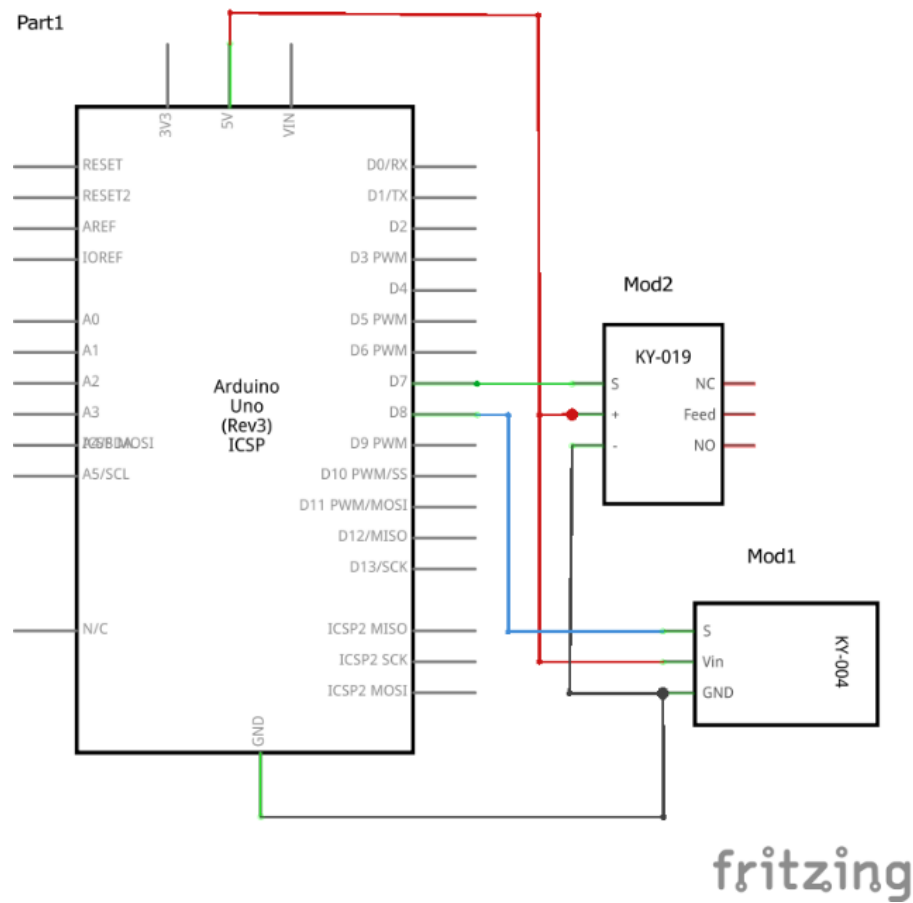 Part1
3V3
5V
VIN
RESET
RESET2
AREF
IOREF
A0
A1
A2
A3
A5/SCL
N/C
D0/RX
D1/TX
D2
D3 PWM
D4
D5 PWM
D6 PWM
D7
D8
D9 PWM
D10 PWM/SS
D11 PWM/MOSI
D12/MISO
D13/SCK
ICSP2 MISO
ICSP2 SCK
ICSP2 MOSI
Arduino
Uno
(Rev3)
ICSP
GND
Mod2
KY-019
S
+
-
NC
Feed
NO
Mod1
S
Vin
GND
KY-004
fritzing